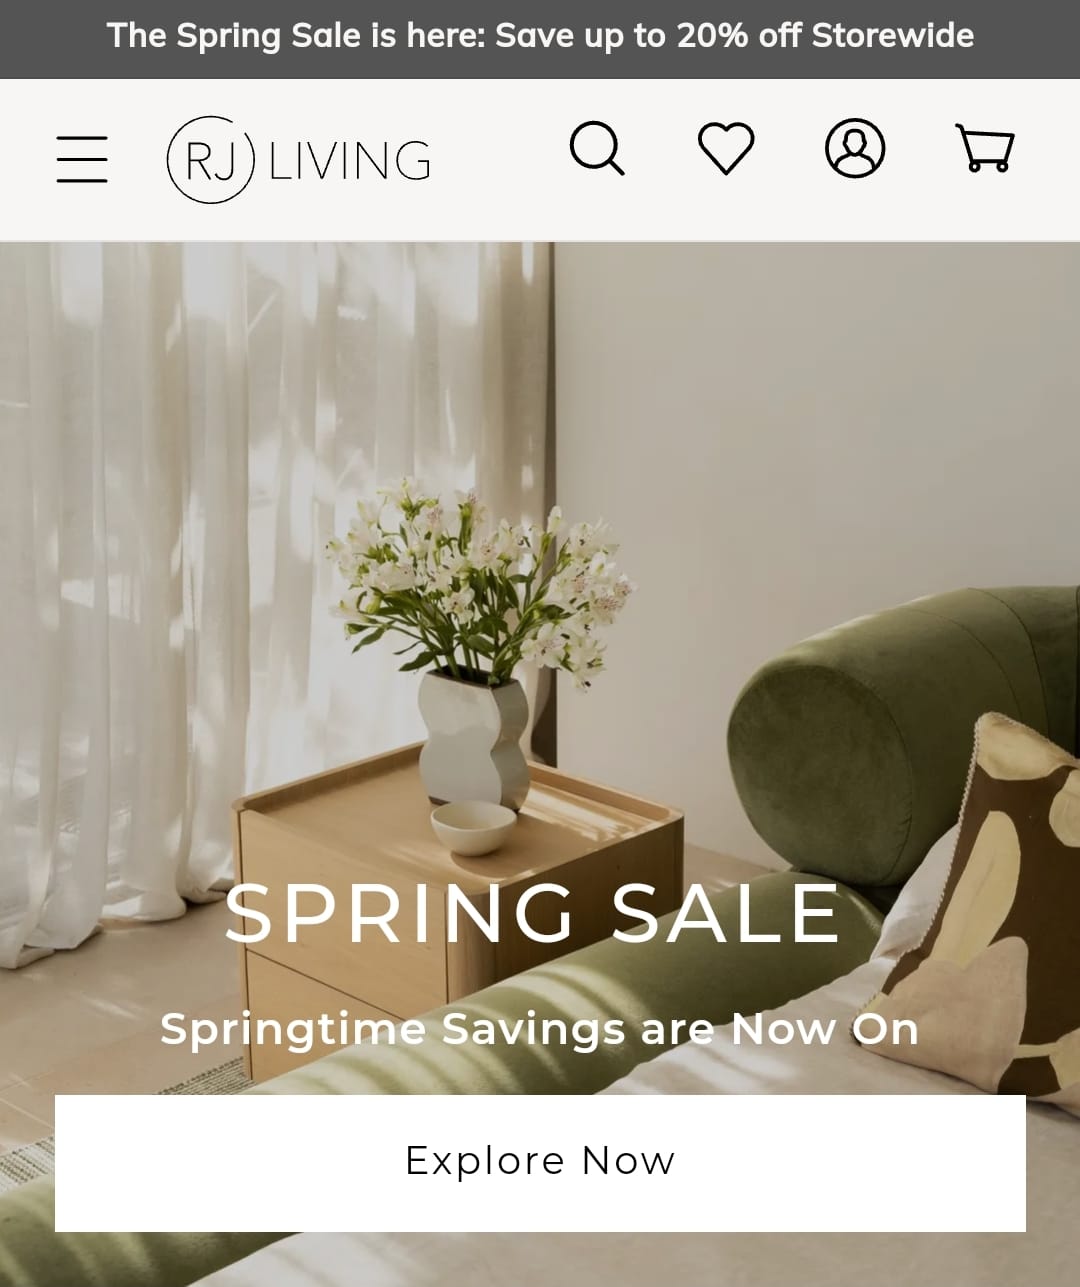 The Spring Sale is here: Save up to 20% off Storewide
RJ LIVING
SPRING SALE
Springtime Savings are Now On
Explore Now